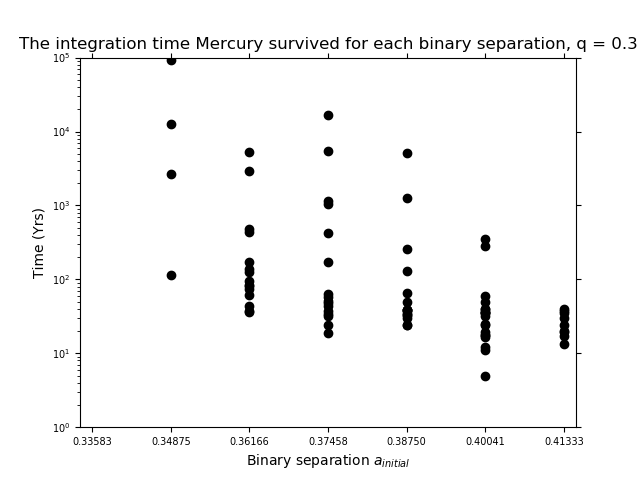 The integration time Mercury survived for each binary separation, q = 0.3
10^5
10^4
10^3
10^2
10^1
10^0
Time (Yrs)
0.33583 0.34875 0.36166 0.37458 0.38750 0.40041 0.41333
Binary separation a_initial